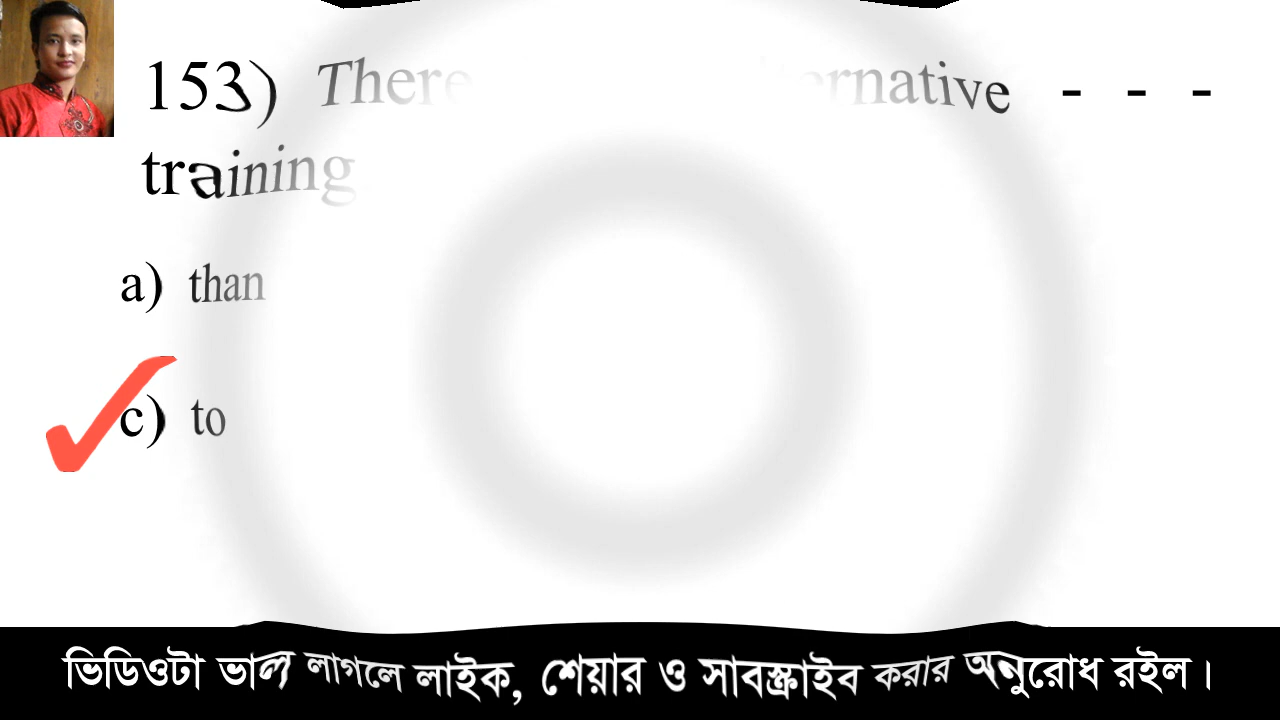 153) There ernative - - -
training
a) than
c) to
ভিডিওটা ভাল লাগলে লাইক, শেয়ার ও সাবস্ক্রাইব করার অনুরোধ রইল।